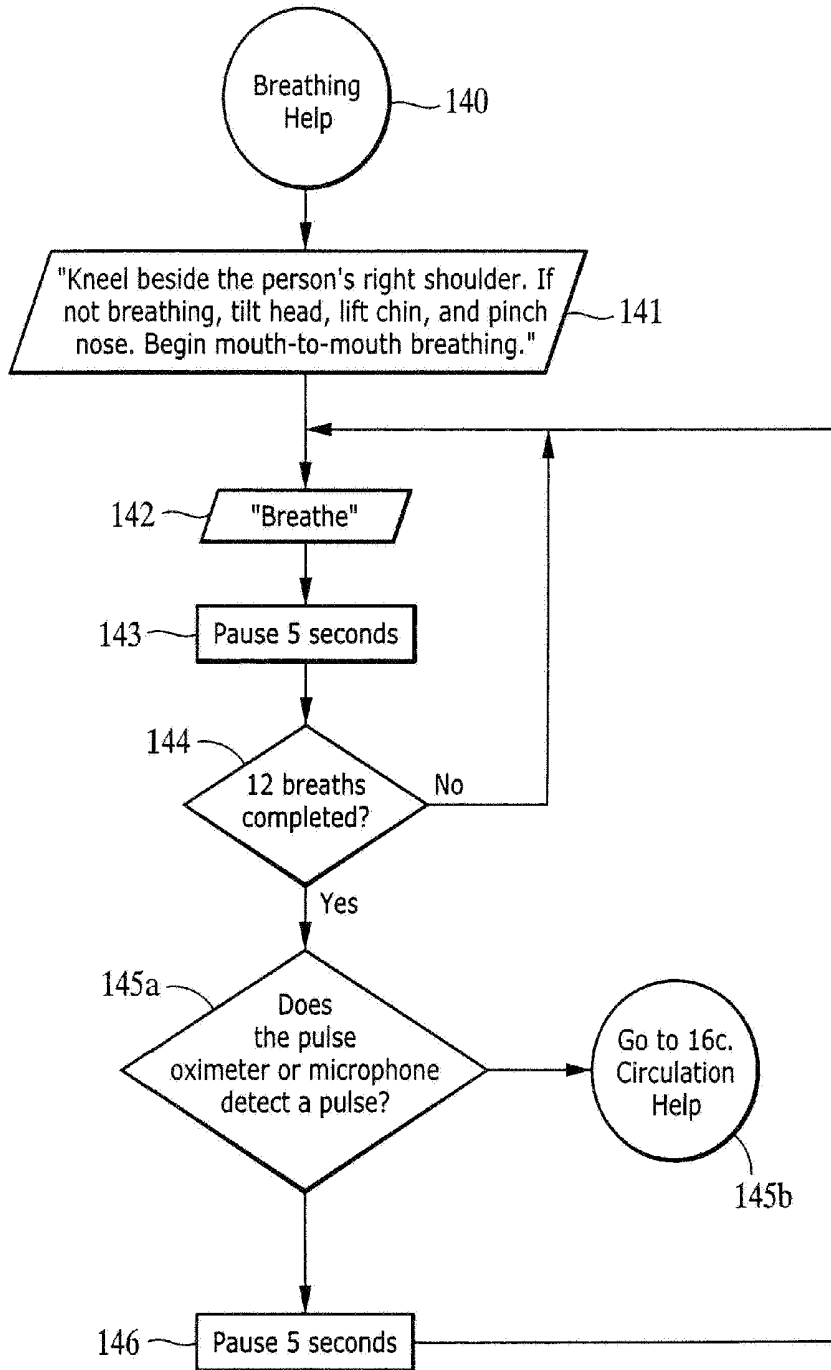 Breathing
Help
140
"Kneel beside the person's right shoulder. If
not breathing, tilt head, lift chin, and pinch
nose. Begin mouth-to-mouth breathing."
141
142
"Breathe"
143
Pause 5 seconds
144
12 breaths
completed?
No
Yes
145a
Does
the pulse
oximeter or microphone
detect a pulse?
Go to 16c.
Circulation
Help
145b
146
Pause 5 seconds